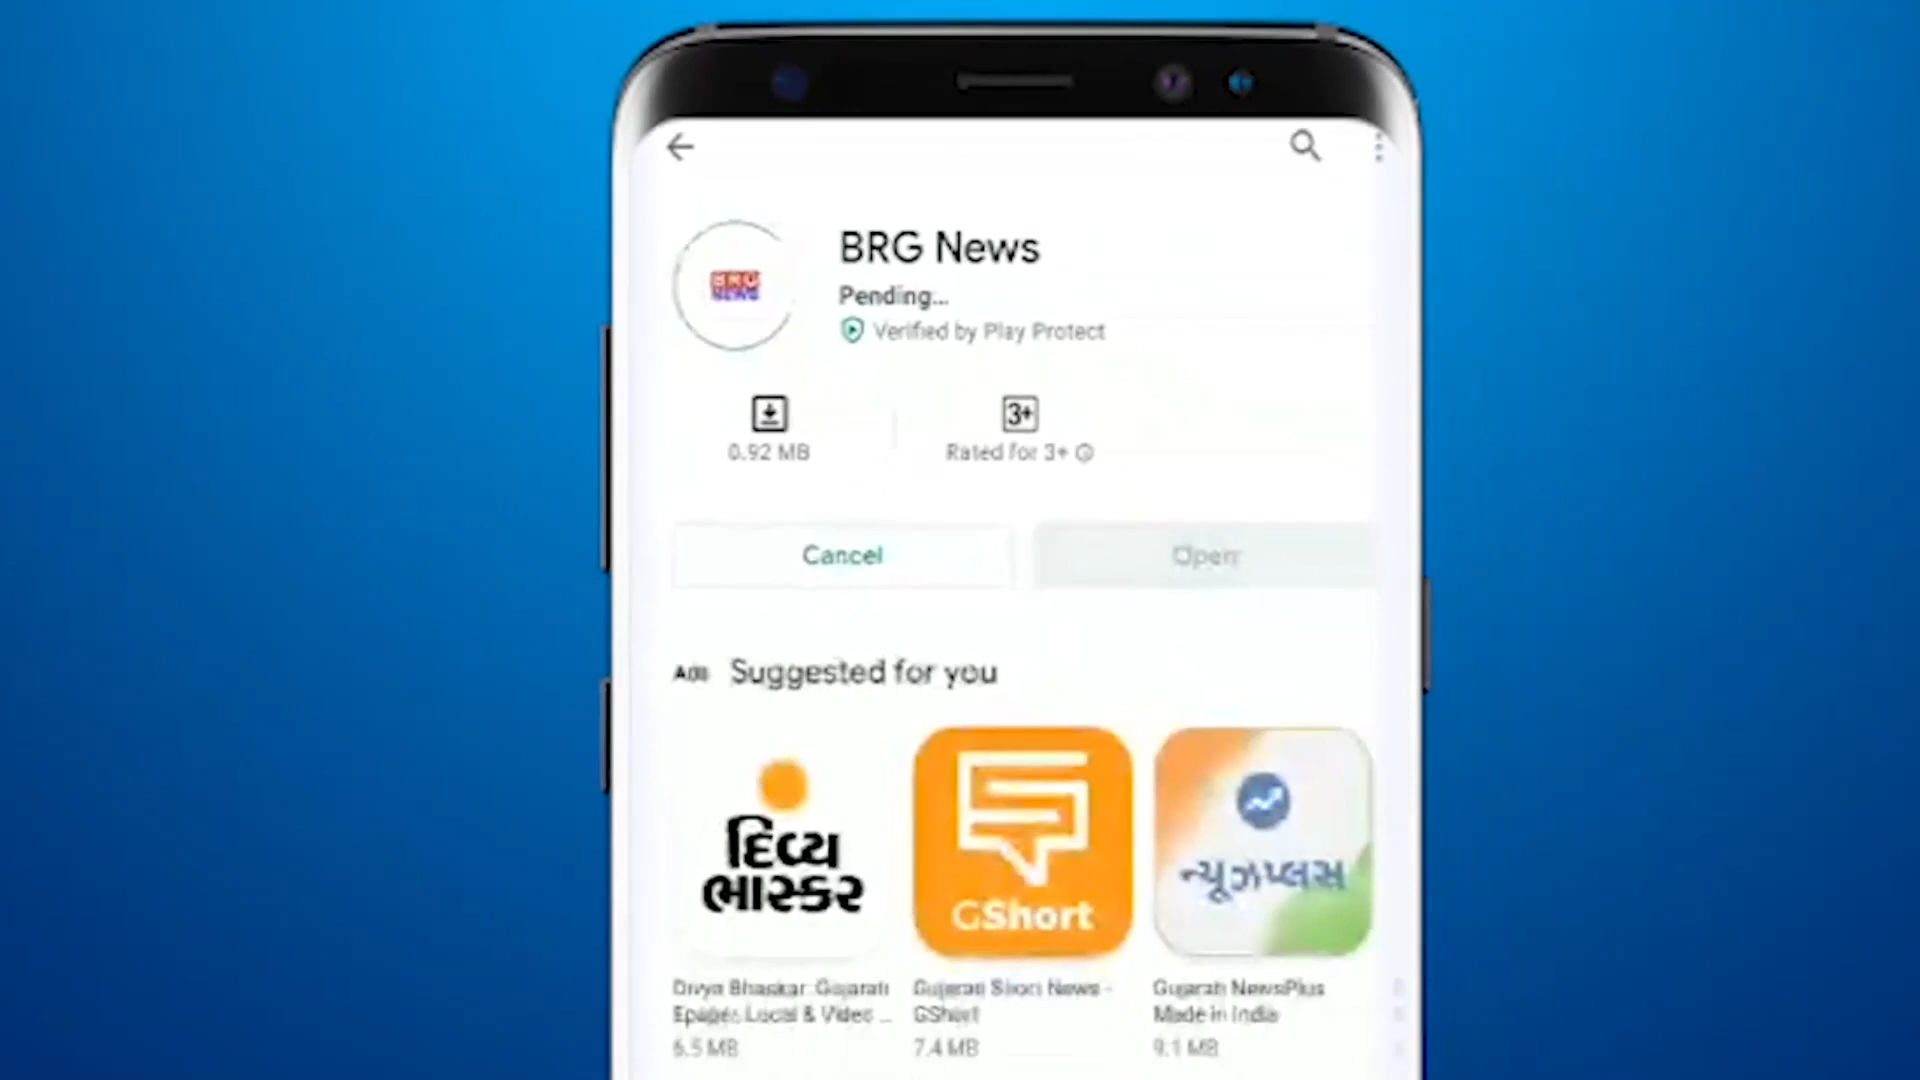 BRG News
BRG
NEWS
Pending...
Verified by Play Protect
3+
0.92 MB
Rated for 3+
Cancel
Open
Ads Suggested for you
દિવ્ય
ભાસ્કર
GShort
ન્યૂઝપ્લસ
Divya Bhaskar: Gujarati
Epaper, Local & Video ...
6.5 MB
Gujarati Short News -
GShort
7.4 MB
Gujarati NewsPlus
Made in India
9.1 MB